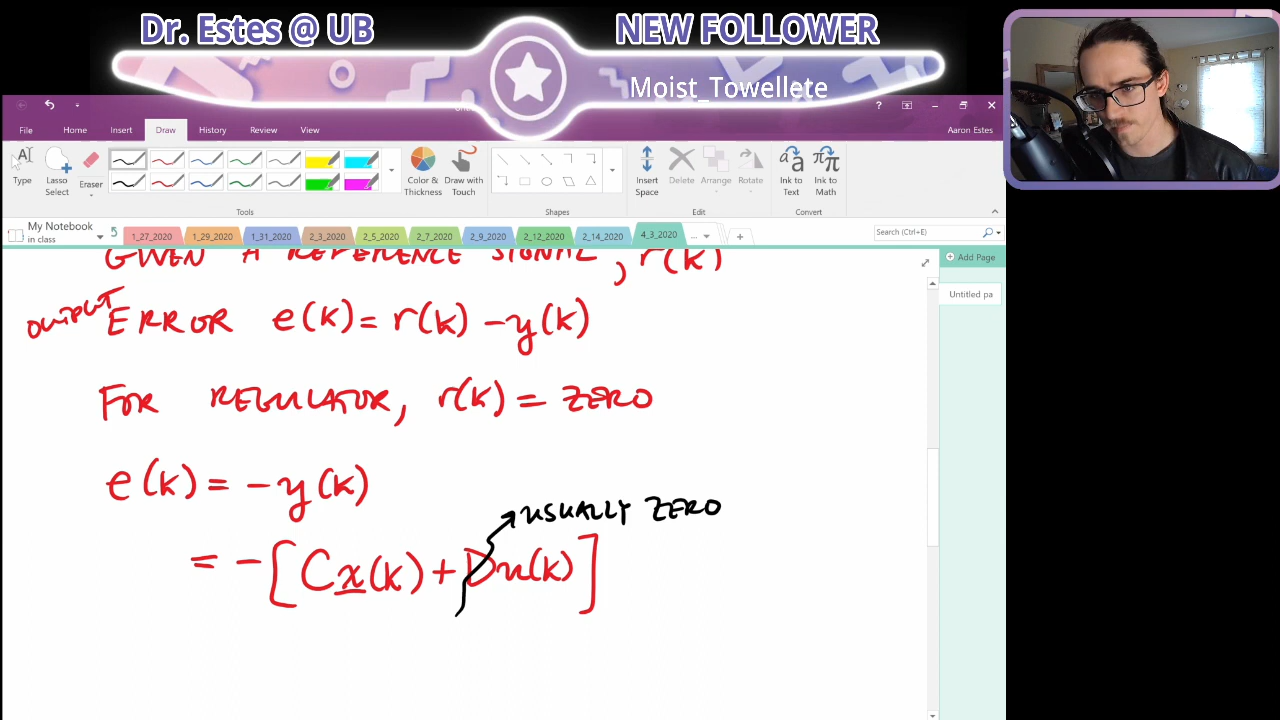 Dr. Estes @ UB
NEW FOLLOWER
Moist_Towellete
Aaron Estes
File Home Insert Draw History Review View
Type
Lasso Select
Eraser
Color & Thickness
Draw with Touch
Insert Space
Delete
Arrange
Rotate
Ink to Text
Ink to Math
Tools
Shapes
Edit
Convert
My Notebook
in class
1_27_2020 1_29_2020 1_31_2020 2_3_2020 2_5_2020 2_7_2020 2_9_2020 2_12_2020 2_14_2020 4_3_2020 ... +
Search (Ctrl+E)
Add Page
Untitled pa
GIVEN A REFERENCE SIGNAL, r(k)
OUTPUT ERROR e(k) = r(k) - y(k)
FOR REGULATOR, r(k) = ZERO
e(k) = - y(k)
USUALLY ZERO
= - [Cx(k) + Du(k)]